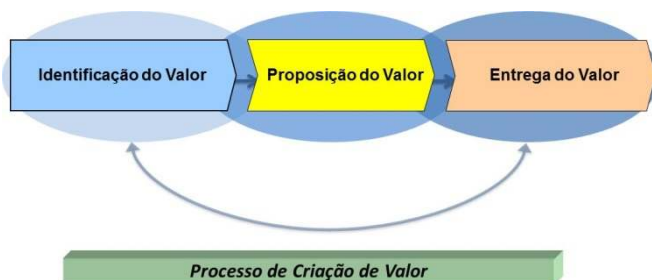 Identificação do Valor
Proposição do Valor
Entrega do Valor
Processo de Criação de Valor